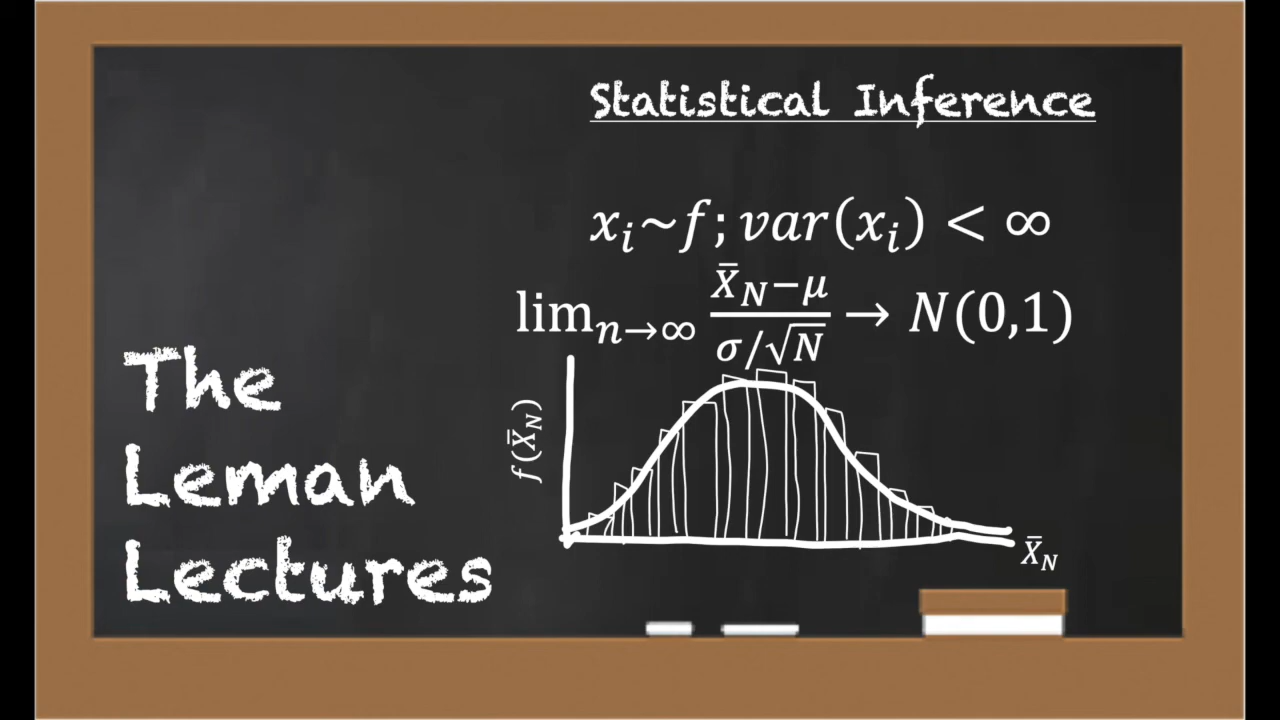 Statistical Inference
xᵢ~f; var(xᵢ) < ∞
limₙ→∞ (X̄_N−μ)/(σ/√N) → N(0,1)
f(X̄_N)
X̄_N
The
Leman
Lectures